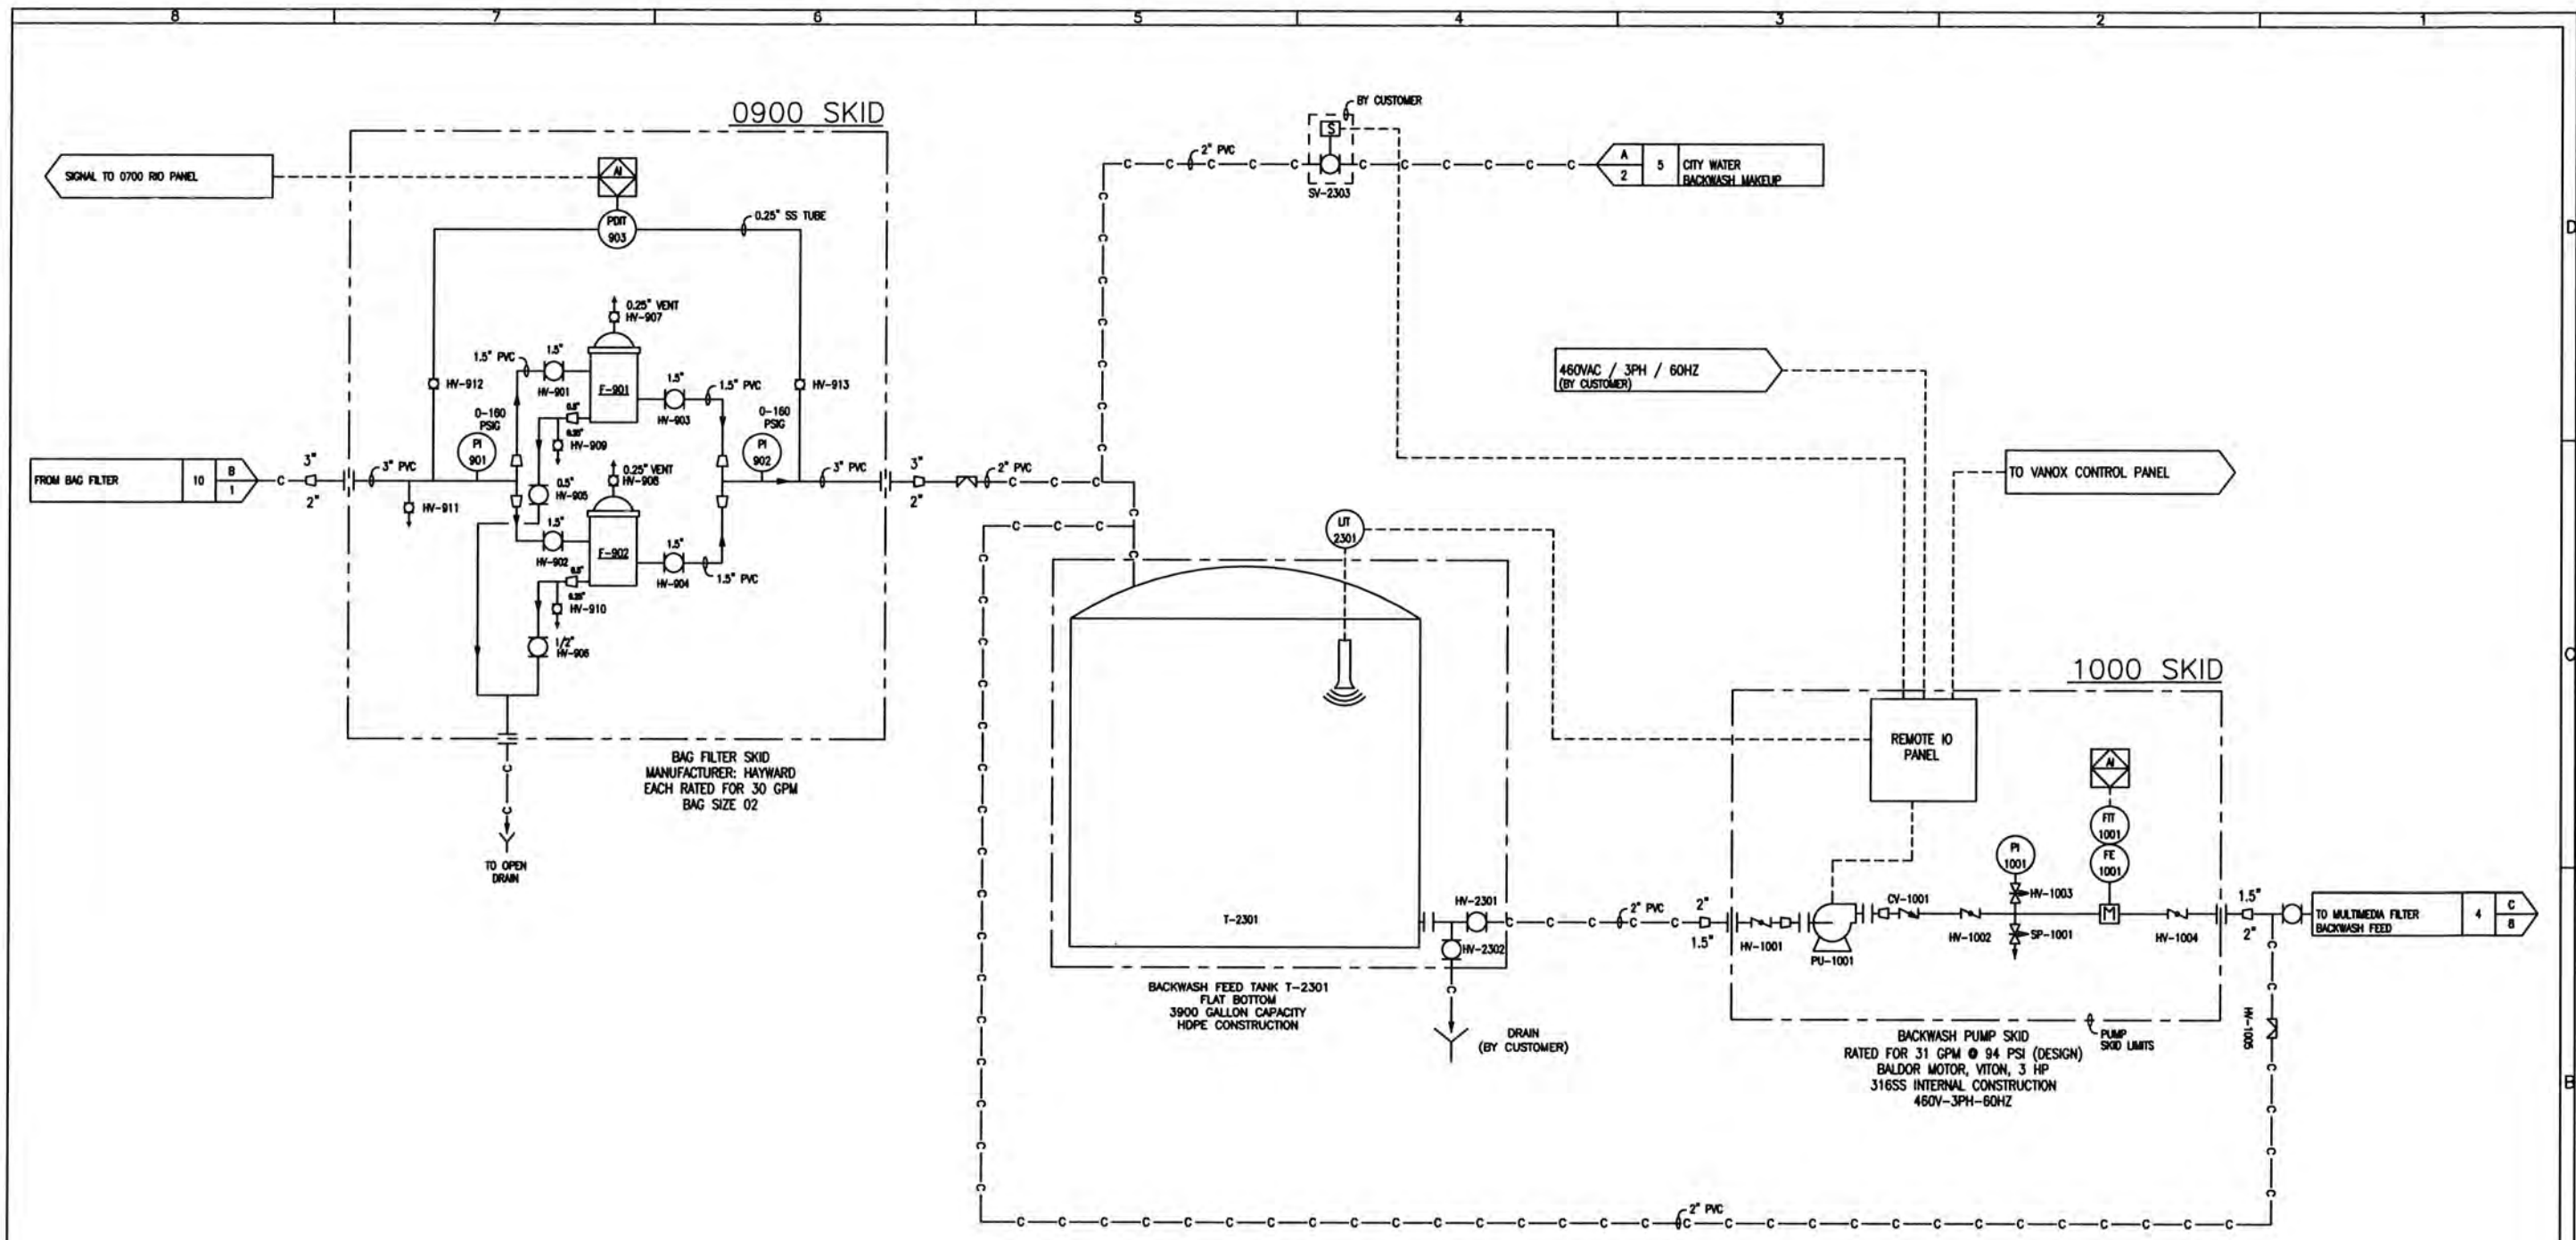 8 7 6 5 4 3 2 1
0900 SKID
BY CUSTOMER
S
SIGNAL TO 0700 RIO PANEL
AI
PDIT
903
0.25" SS TUBE
2" PVC
SV-2303
A
2
5
CITY WATER
BACKWASH MAKEUP
D
0.25" VENT
HV-907
1.5" PVC
1.5"
HV-901
F-901
HV-912
1.5"
HV-903
1.5" PVC
HV-913
460VAC / 3PH / 60HZ
(BY CUSTOMER)
0-160
PSIG
PI
901
0.5"
0.25"
HV-909
0-160
PSIG
PI
902
FROM BAG FILTER
10
B
1
3"
2"
3" PVC
HV-911
0.5"
HV-905
0.25" VENT
HV-908
3" PVC
3"
2"
2" PVC
TO VANOX CONTROL PANEL
1.5"
HV-902
F-902
1.5"
HV-904
1.5" PVC
LIT
2301
0.5"
0.25"
HV-910
1/2"
HV-906
C
1000 SKID
BAG FILTER SKID
MANUFACTURER: HAYWARD
EACH RATED FOR 30 GPM
BAG SIZE 02
REMOTE IO
PANEL
AI
FIT
1001
FE
1001
PI
1001
TO OPEN
DRAIN
T-2301
HV-2301
HV-2302
2" PVC
2"
1.5"
HV-1001
PU-1001
CV-1001
HV-1002
HV-1003
SP-1001
M
HV-1004
1.5"
2"
TO MULTIMEDIA FILTER
BACKWASH FEED
4
C
8
BACKWASH FEED TANK T-2301
FLAT BOTTOM
3900 GALLON CAPACITY
HDPE CONSTRUCTION
DRAIN
(BY CUSTOMER)
BACKWASH PUMP SKID
RATED FOR 31 GPM @ 94 PSI (DESIGN)
BALDOR MOTOR, VITON, 3 HP
316SS INTERNAL CONSTRUCTION
460V-3PH-60HZ
PUMP
SKID LIMITS
HV-1005
B
2" PVC